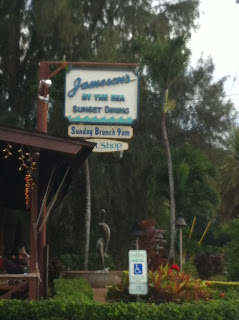 Jameson's
BY THE SEA
SUNSET DINING
Sunday Brunch 9am
Shop